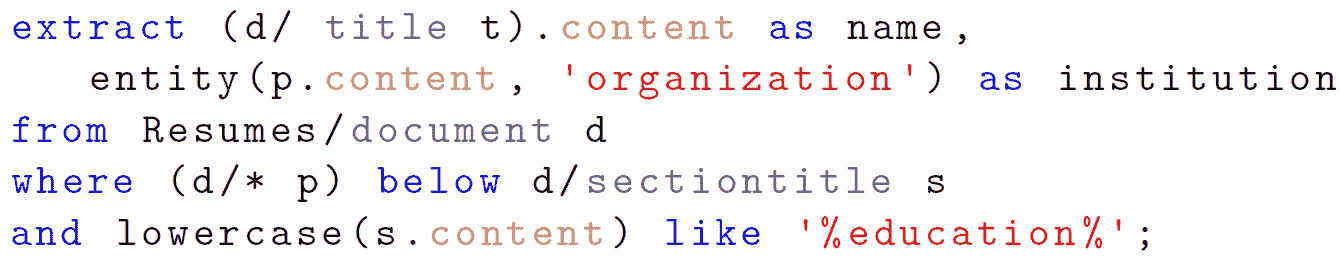 extract (d/ title t).content as name,
entity(p.content, 'organization') as institution
from Resumes/document d
where (d/* p) below d/sectiontitle s
and lowercase(s.content) like '%education%';